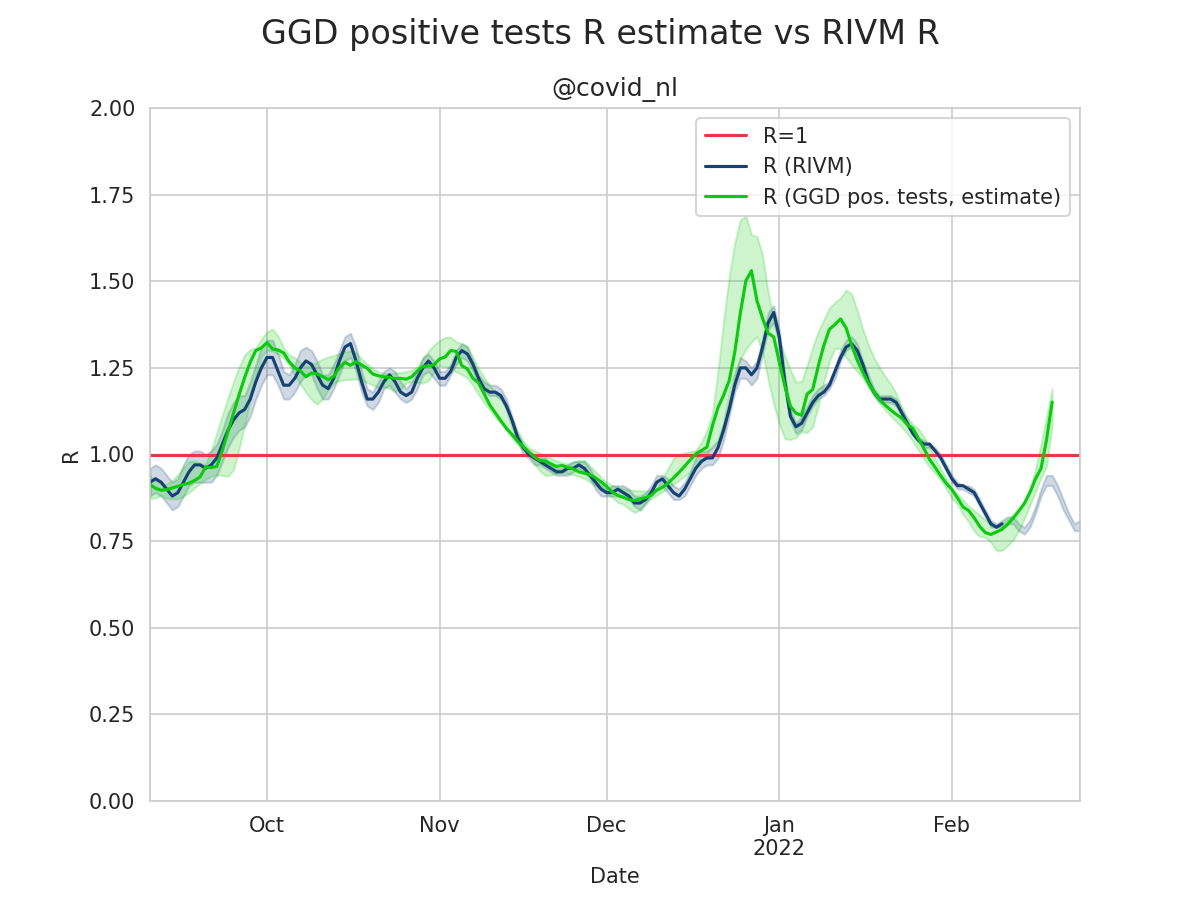 GGD positive tests R estimate vs RIVM R
@covid_nl
R=1
R (RIVM)
R (GGD pos. tests, estimate)
2.00
1.75
1.50
1.25
1.00
0.75
0.50
0.25
0.00
R
Oct
Nov
Dec
Jan
2022
Feb
Date